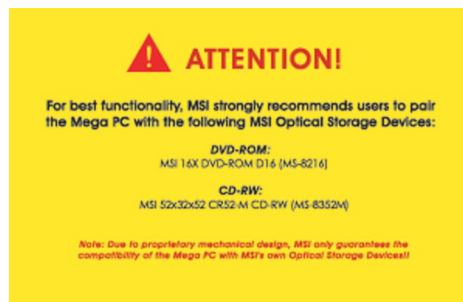 ATTENTION!
For best functionality, MSI strongly recommends users to pair
the Mega PC with the following MSI Optical Storage Devices:
DVD-ROM:
MSI 16X DVD-ROM D16 (MS-8216)
CD-RW:
MSI 52x32x52 CR52-M CD-RW (MS-8352M)
Note: Due to proprietary mechanical design, MSI only guarantees the
compatibility of the Mega PC with MSI's own Optical Storage Devices!!